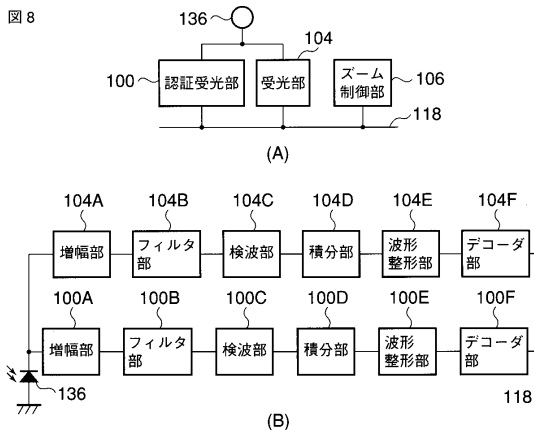 図8
136
104
100
認証受光部
受光部
ズーム
制御部
106
118
(A)
104A
104B
104C
104D
104E
104F
増幅部
フィルタ
部
検波部
積分部
波形
整形部
デコーダ
部
100A
100B
100C
100D
100E
100F
増幅部
フィルタ
部
検波部
積分部
波形
整形部
デコーダ
部
136
118
(B)